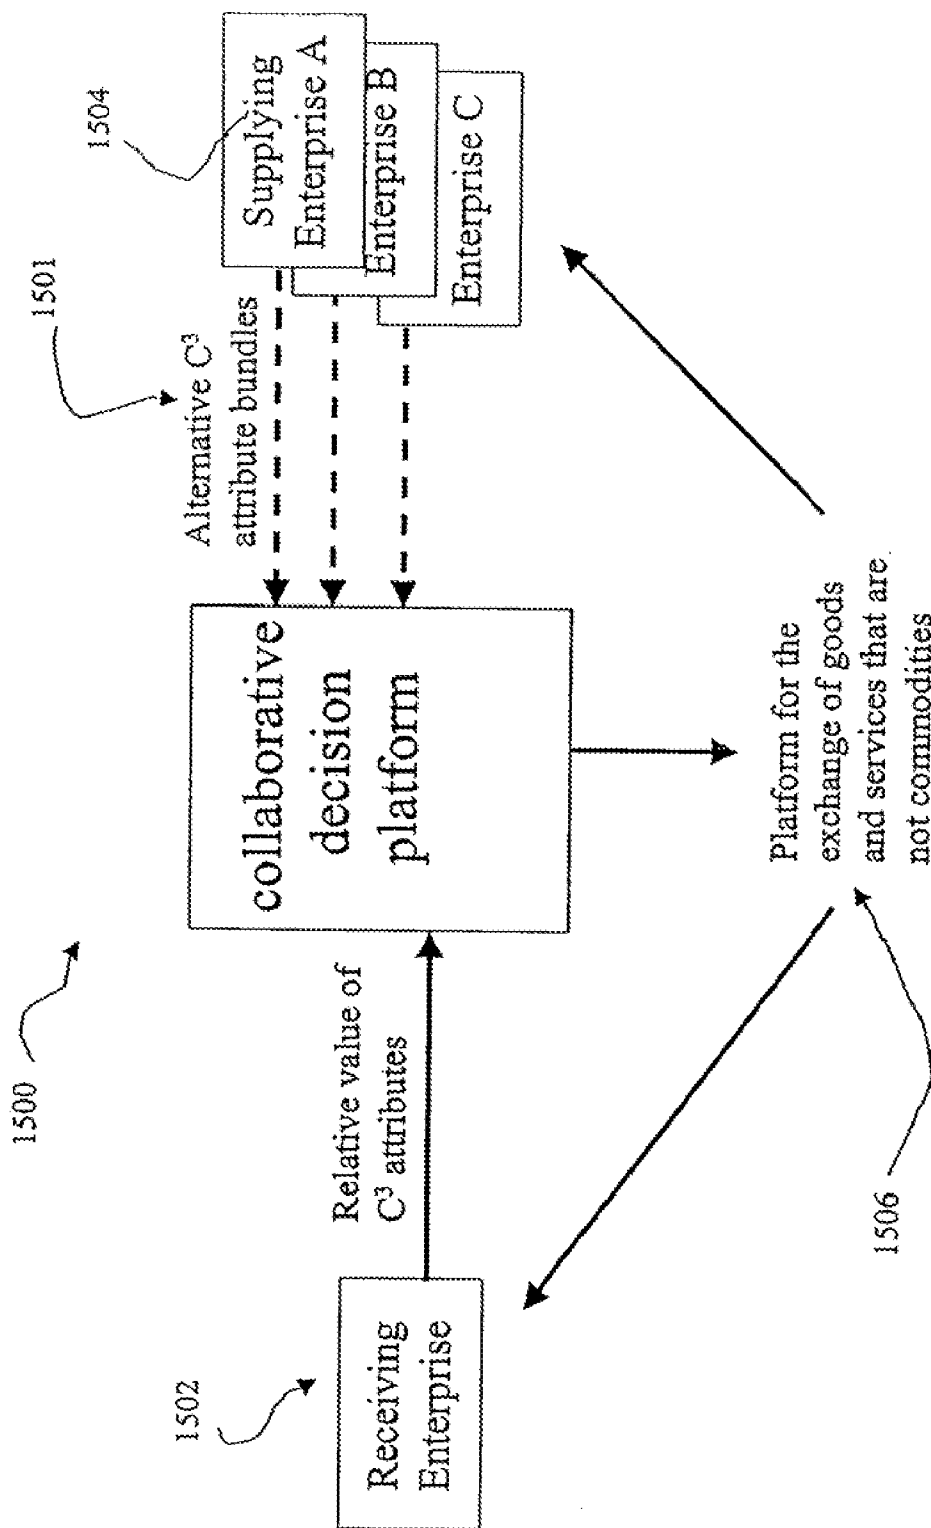 1500
1501
1504
Alternative C³
attribute bundles
Supplying
Enterprise A
Enterprise B
Enterprise C
collaborative
decision
platform
1502
Receiving
Enterprise
Relative value of
C³ attributes
Platform for the
exchange of goods
and services that are
not commodities
1506